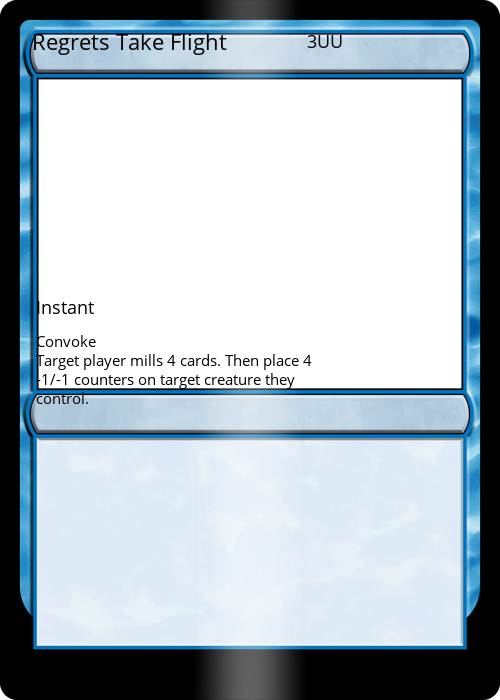 Regrets Take Flight 3UU
Instant
Convoke
Target player mills 4 cards. Then place 4
-1/-1 counters on target creature they
control.